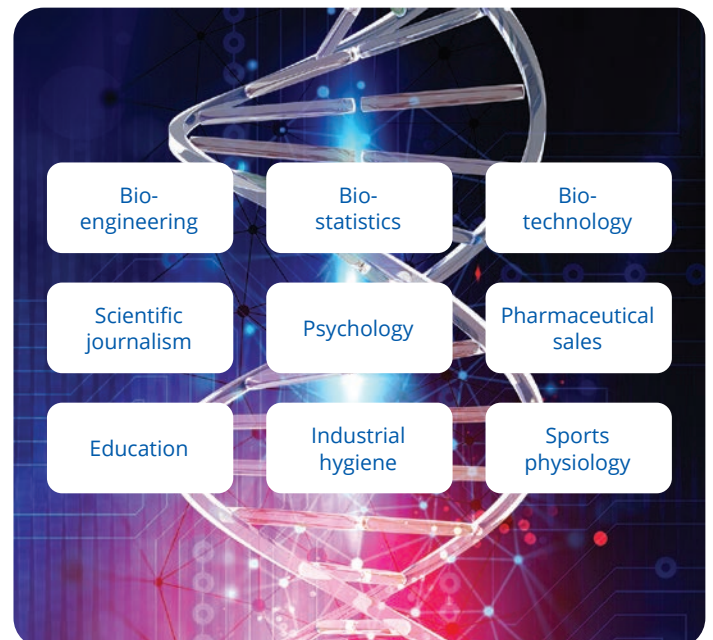 Bio-
engineering
Bio-
statistics
Bio-
technology
Scientific
journalism
Psychology
Pharmaceutical
sales
Education
Industrial
hygiene
Sports
physiology